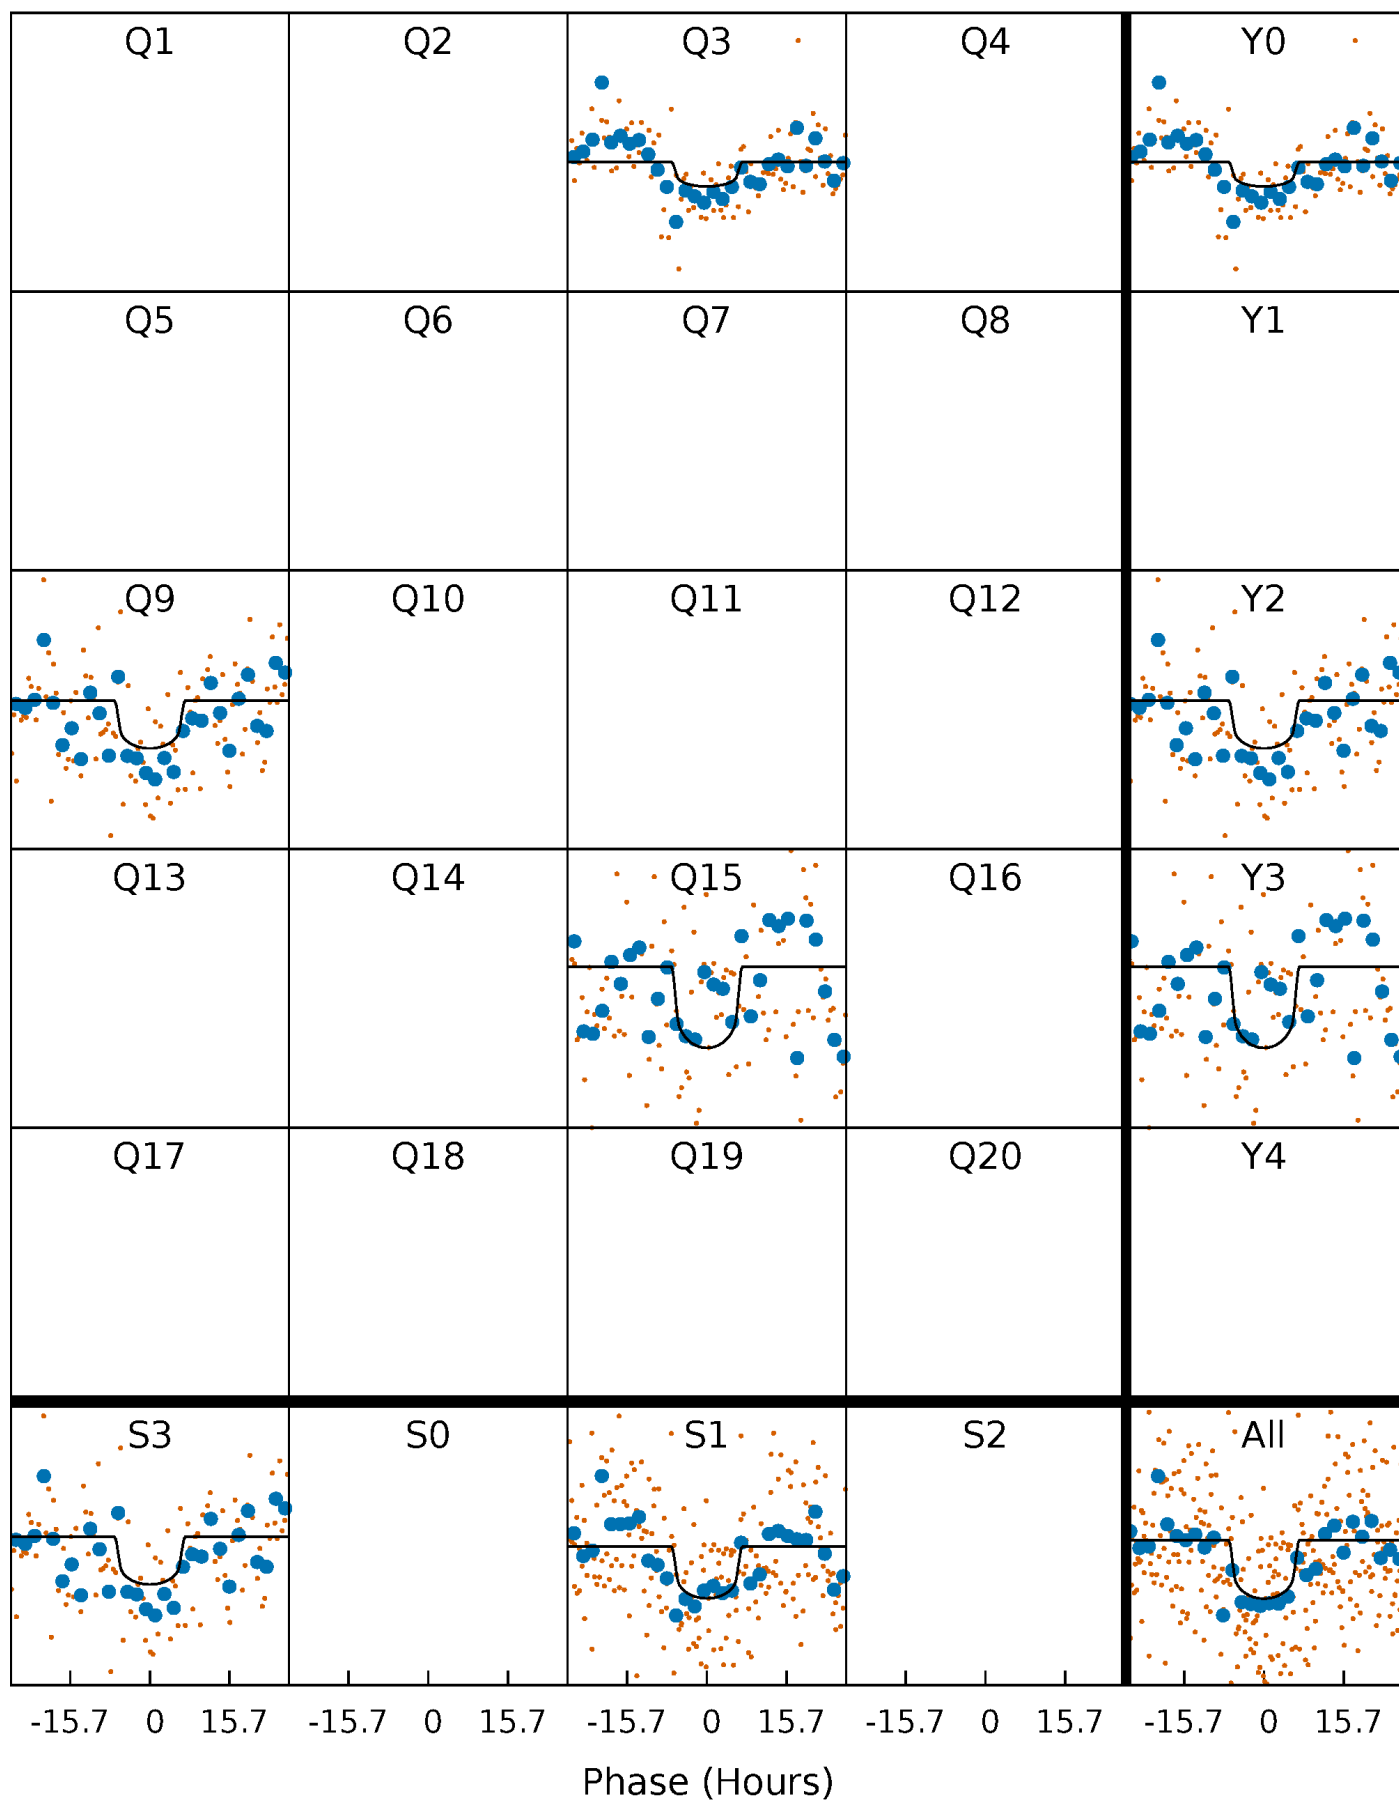 Q1 Q2 Q3 Q4 Y0
Q5 Q6 Q7 Q8 Y1
Q9 Q10 Q11 Q12 Y2
Q13 Q14 Q15 Q16 Y3
Q17 Q18 Q19 Q20 Y4
S3 S0 S1 S2 All
-15.7 0 15.7 -15.7 0 15.7 -15.7 0 15.7 -15.7 0 15.7 -15.7 0 15.7
Phase (Hours)